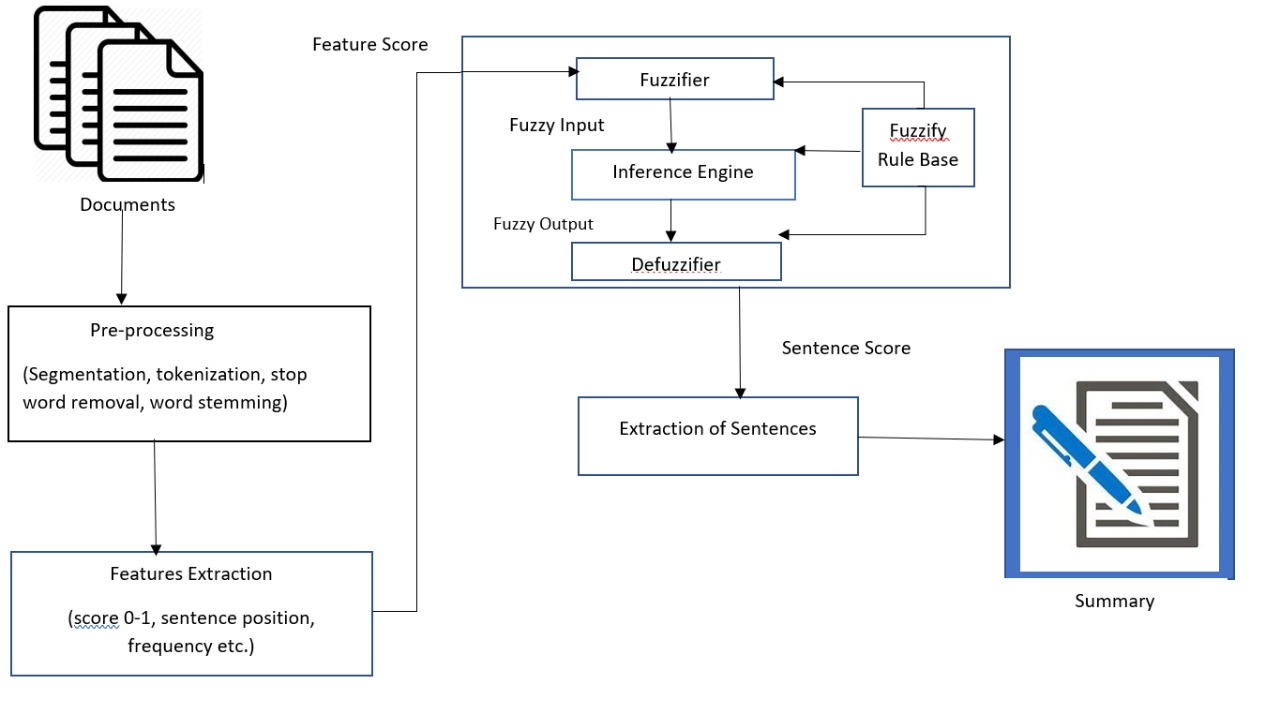 Documents
Pre-processing
(Segmentation, tokenization, stop
word removal, word stemming)
Features Extraction
(score 0-1, sentence position,
frequency etc.)
Feature Score
Fuzzifier
Fuzzy Input
Inference Engine
Fuzzy Output
Defuzzifier
Fuzzify
Rule Base
Sentence Score
Extraction of Sentences
Summary